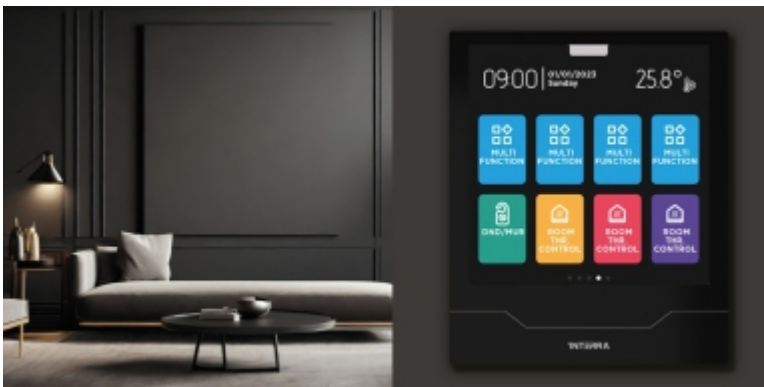 09:00 01/01/2023
Sunday
25.8°
MULTI FUNCTION
MULTI FUNCTION
MULTI FUNCTION
MULTI FUNCTION
DND/MUR
ROOM THR. CONTROL
ROOM THR. CONTROL
ROOM THR. CONTROL
INTERRA